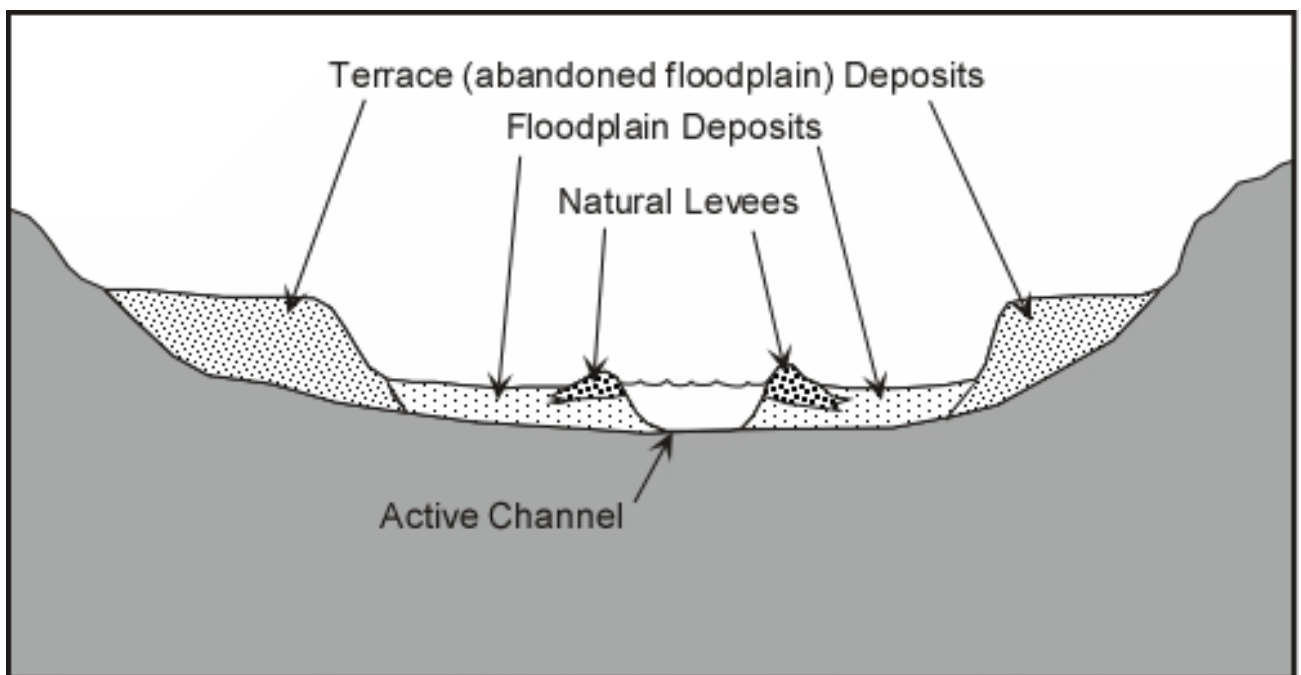 Terrace (abandoned floodplain) Deposits
Floodplain Deposits
Natural Levees
Active Channel